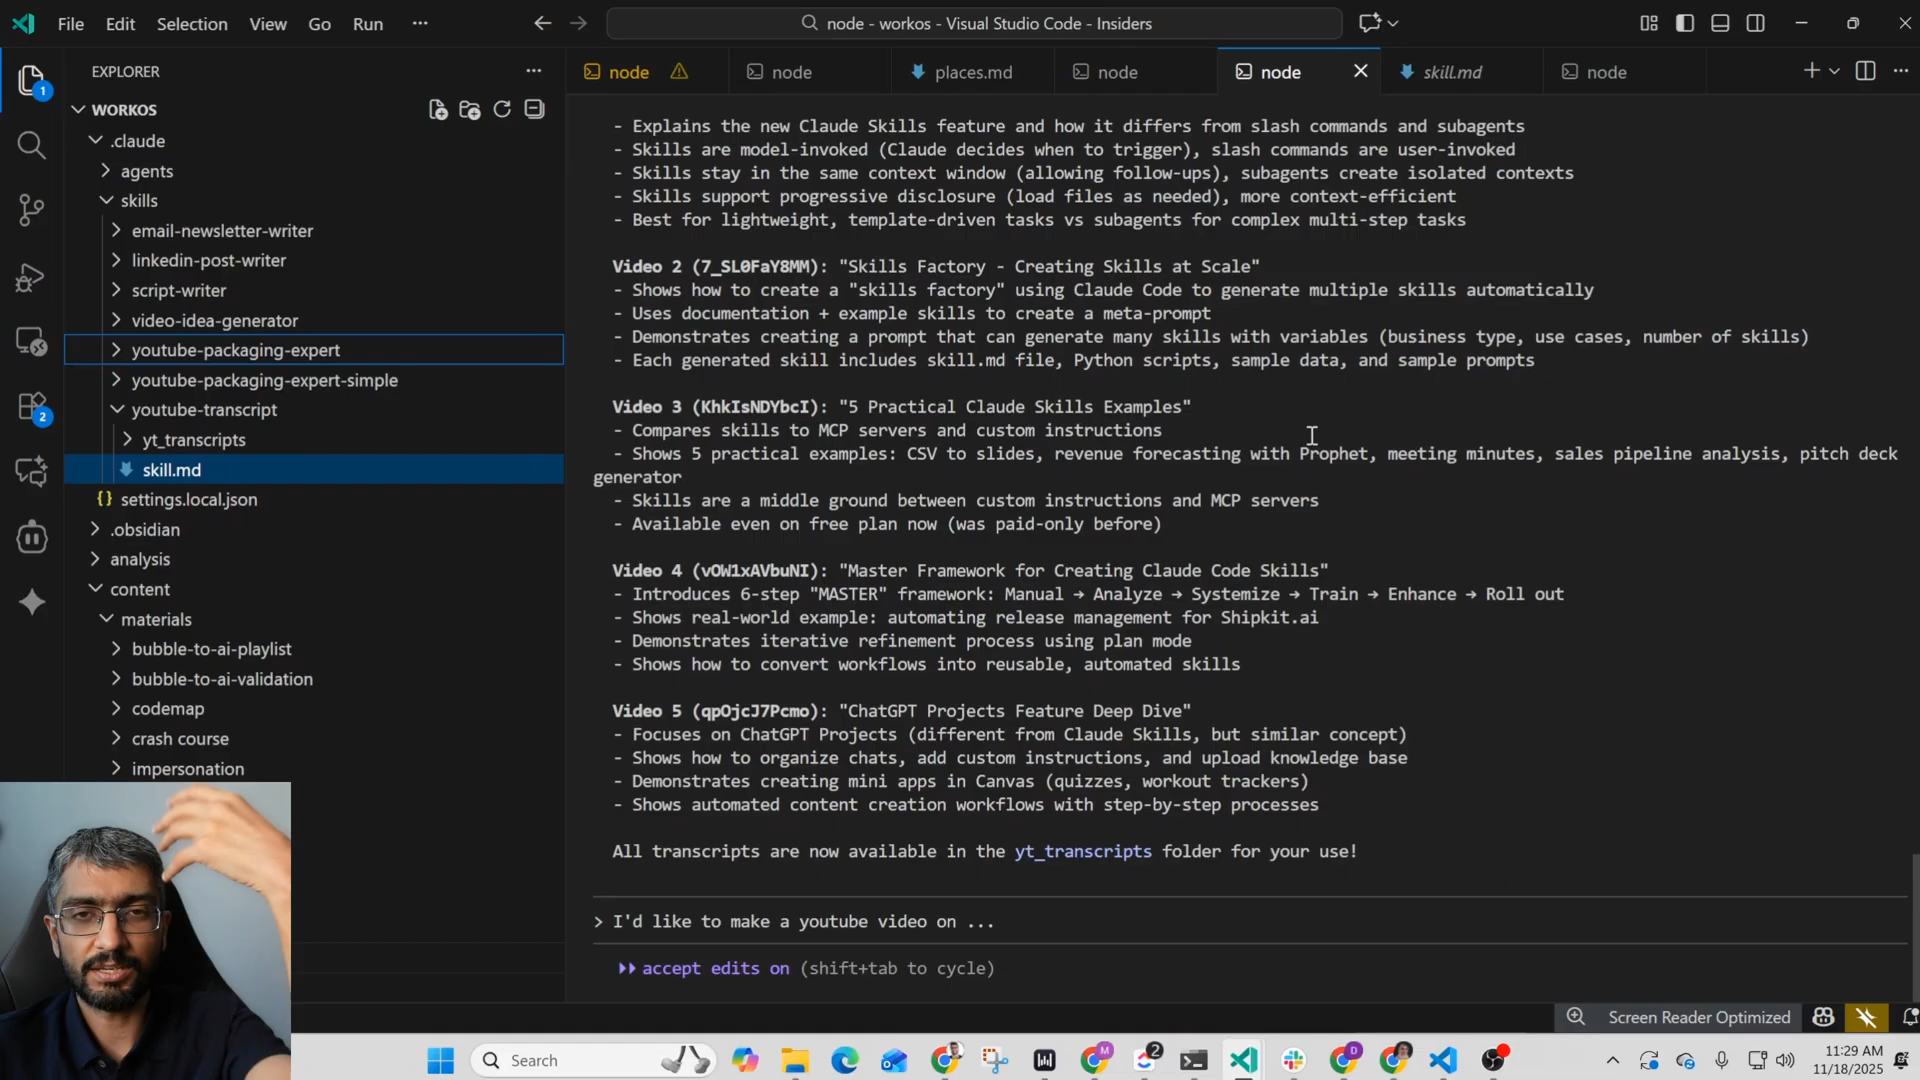 File Edit Selection View Go Run ···
node - workos - Visual Studio Code - Insiders
EXPLORER
1
node
node
places.md
node
node
skill.md
node
WORKOS
.claude
agents
skills
email-newsletter-writer
linkedin-post-writer
script-writer
video-idea-generator
youtube-packaging-expert
youtube-packaging-expert-simple
2
youtube-transcript
yt_transcripts
skill.md
{} settings.local.json
.obsidian
analysis
content
materials
bubble-to-ai-playlist
bubble-to-ai-validation
codemap
crash course
impersonation
- Explains the new Claude Skills feature and how it differs from slash commands and subagents
- Skills are model-invoked (Claude decides when to trigger), slash commands are user-invoked
- Skills stay in the same context window (allowing follow-ups), subagents create isolated contexts
- Skills support progressive disclosure (load files as needed), more context-efficient
- Best for lightweight, template-driven tasks vs subagents for complex multi-step tasks
Video 2 (7_SL0FaY8MM): "Skills Factory - Creating Skills at Scale"
- Shows how to create a "skills factory" using Claude Code to generate multiple skills automatically
- Uses documentation + example skills to create a meta-prompt
- Demonstrates creating a prompt that can generate many skills with variables (business type, use cases, number of skills)
- Each generated skill includes skill.md file, Python scripts, sample data, and sample prompts
Video 3 (KhkIsNDYbcI): "5 Practical Claude Skills Examples"
- Compares skills to MCP servers and custom instructions
- Shows 5 practical examples: CSV to slides, revenue forecasting with Prophet, meeting minutes, sales pipeline analysis, pitch deck
generator
- Skills are a middle ground between custom instructions and MCP servers
- Available even on free plan now (was paid-only before)
Video 4 (vOW1xAVbuNI): "Master Framework for Creating Claude Code Skills"
- Introduces 6-step "MASTER" framework: Manual → Analyze → Systemize → Train → Enhance → Roll out
- Shows real-world example: automating release management for Shipkit.ai
- Demonstrates iterative refinement process using plan mode
- Shows how to convert workflows into reusable, automated skills
Video 5 (qpOjcJ7Pcmo): "ChatGPT Projects Feature Deep Dive"
- Focuses on ChatGPT Projects (different from Claude Skills, but similar concept)
- Shows how to organize chats, add custom instructions, and upload knowledge base
- Demonstrates creating mini apps in Canvas (quizzes, workout trackers)
- Shows automated content creation workflows with step-by-step processes
All transcripts are now available in the yt_transcripts folder for your use!
> I'd like to make a youtube video on ...
accept edits on (shift+tab to cycle)
Screen Reader Optimized
Search
M
2
D
11:29 AM
11/18/2025